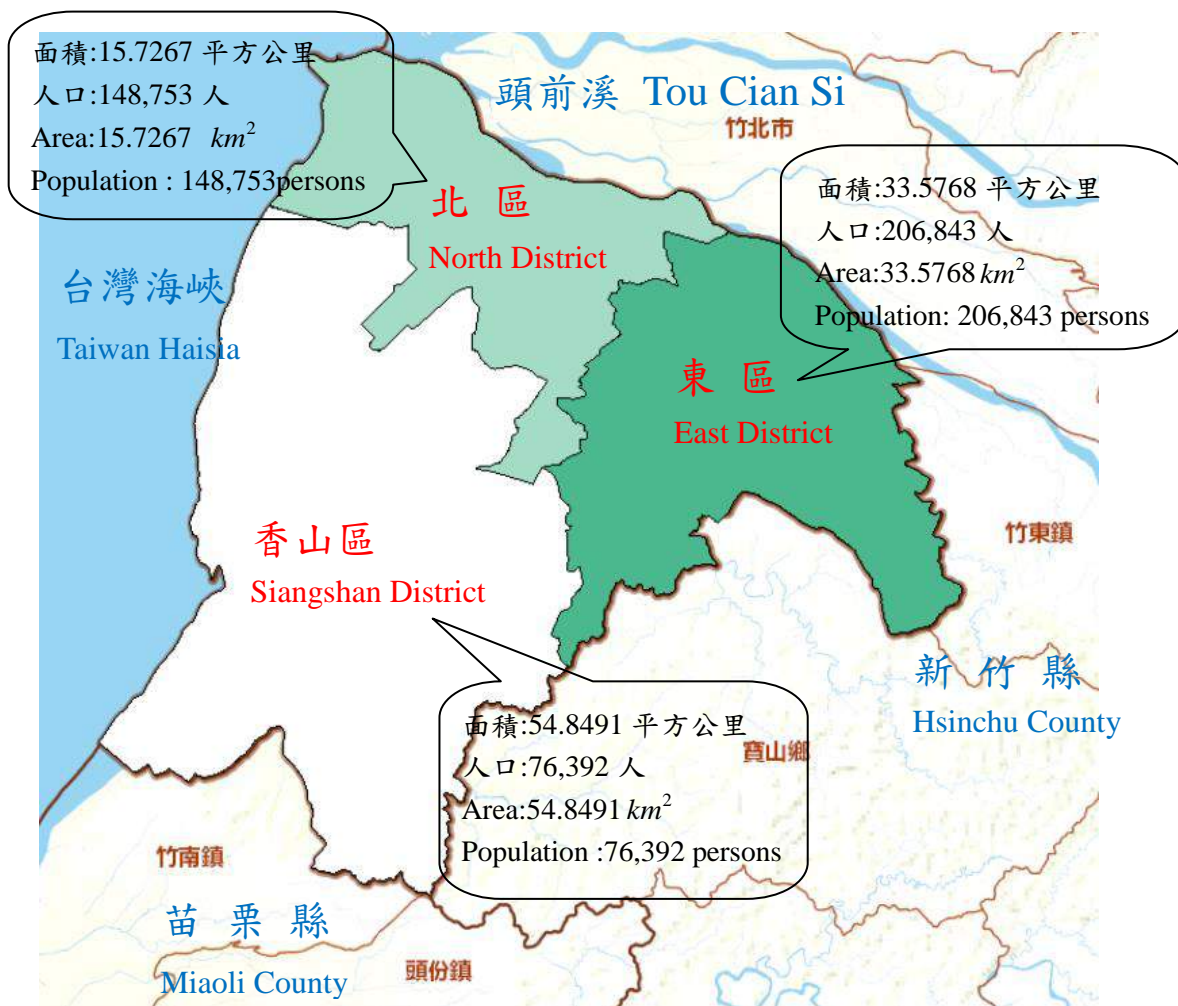 面積:15.7267 平方公里
人口:148,753 人
Area:15.7267 km²
Population : 148,753persons
頭前溪 Tou Cian Si
竹北市
面積:33.5768 平方公里
人口:206,843 人
Area:33.5768 km²
Population: 206,843 persons
北 區
North District
台灣海峽
Taiwan Haisia
東 區
East District
香山區
Siangshan District
竹東鎮
新 竹 縣
Hsinchu County
面積:54.8491 平方公里
人口:76,392 人
Area:54.8491 km²
Population :76,392 persons
寶山鄉
竹南鎮
苗 栗 縣
Miaoli County
頭份鎮